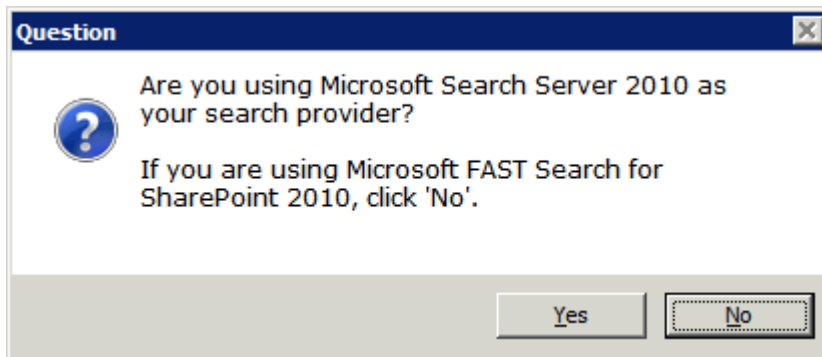 Question
Are you using Microsoft Search Server 2010 as
your search provider?
If you are using Microsoft FAST Search for
SharePoint 2010, click 'No'.
Yes
No